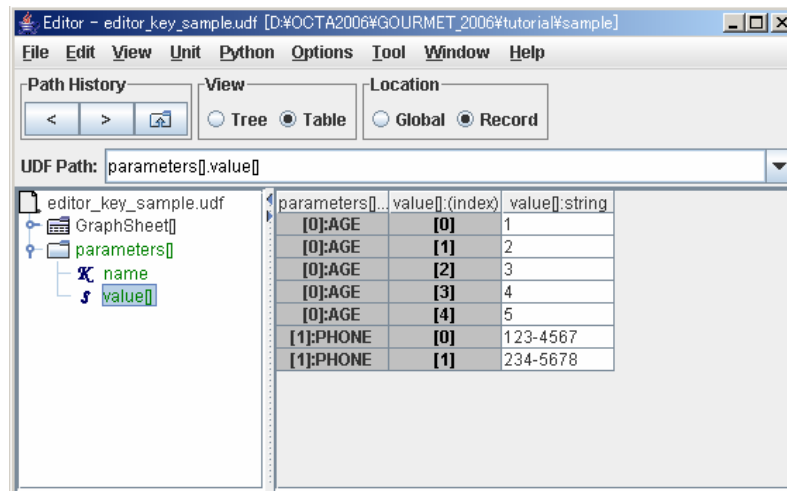 Editor - editor_key_sample.udf [D:¥OCTA2006¥GOURMET_2006¥tutorial¥sample]
File Edit View Unit Python Options Tool Window Help
Path History View Location
< > Tree Table Global Record
UDF Path: parameters[].value[]
editor_key_sample.udf
GraphSheet[]
parameters[]
K name
s value[]
parameters[]... value[]:(index) value[]:string
[0]:AGE [0] 1
[0]:AGE [1] 2
[0]:AGE [2] 3
[0]:AGE [3] 4
[0]:AGE [4] 5
[1]:PHONE [0] 123-4567
[1]:PHONE [1] 234-5678